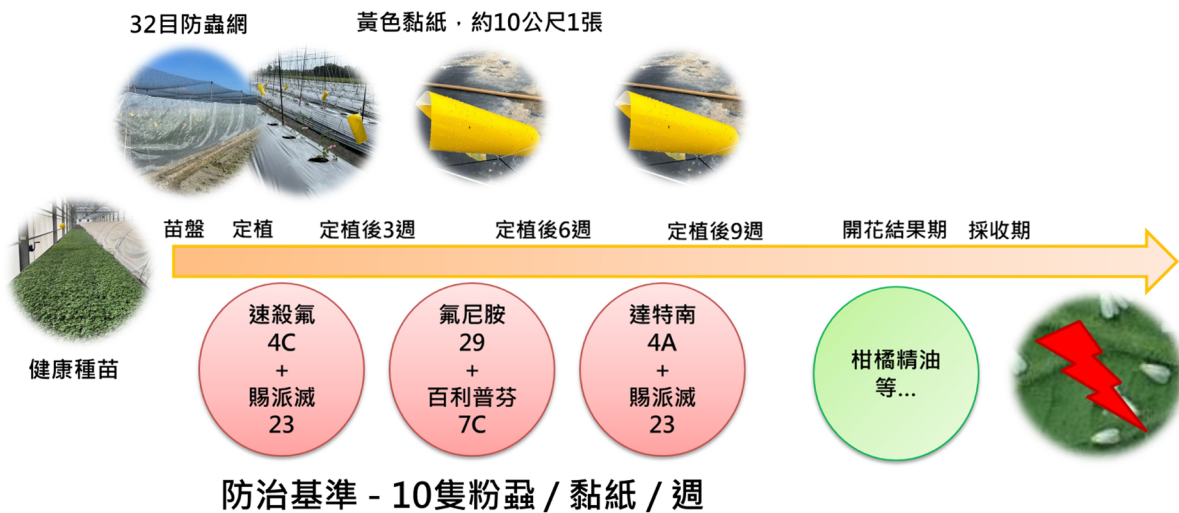 32目防蟲網
黃色黏紙，約10公尺1張
苗盤
定植
定植後3週
定植後6週
定植後9週
開花結果期
採收期
健康種苗
速殺氟
4C
+
賜派滅
23
氟尼胺
29
+
百利普芬
7C
達特南
4A
+
賜派滅
23
柑橘精油
等...
防治基準 - 10隻粉蝨 / 黏紙 / 週